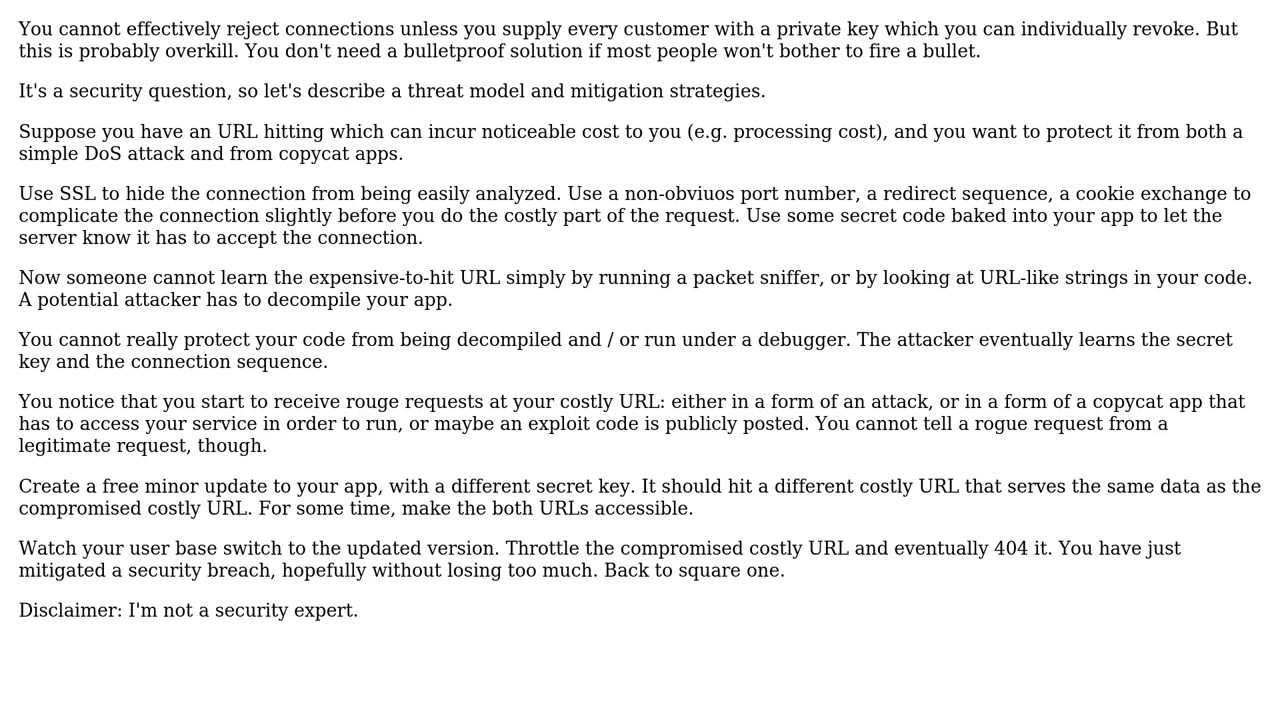 You cannot effectively reject connections unless you supply every customer with a private key which you can individually revoke. But
this is probably overkill. You don't need a bulletproof solution if most people won't bother to fire a bullet.
It's a security question, so let's describe a threat model and mitigation strategies.
Suppose you have an URL hitting which can incur noticeable cost to you (e.g. processing cost), and you want to protect it from both a
simple DoS attack and from copycat apps.
Use SSL to hide the connection from being easily analyzed. Use a non-obviuos port number, a redirect sequence, a cookie exchange to
complicate the connection slightly before you do the costly part of the request. Use some secret code baked into your app to let the
server know it has to accept the connection.
Now someone cannot learn the expensive-to-hit URL simply by running a packet sniffer, or by looking at URL-like strings in your code.
A potential attacker has to decompile your app.
You cannot really protect your code from being decompiled and / or run under a debugger. The attacker eventually learns the secret
key and the connection sequence.
You notice that you start to receive rouge requests at your costly URL: either in a form of an attack, or in a form of a copycat app that
has to access your service in order to run, or maybe an exploit code is publicly posted. You cannot tell a rogue request from a
legitimate request, though.
Create a free minor update to your app, with a different secret key. It should hit a different costly URL that serves the same data as the
compromised costly URL. For some time, make the both URLs accessible.
Watch your user base switch to the updated version. Throttle the compromised costly URL and eventually 404 it. You have just
mitigated a security breach, hopefully without losing too much. Back to square one.
Disclaimer: I'm not a security expert.